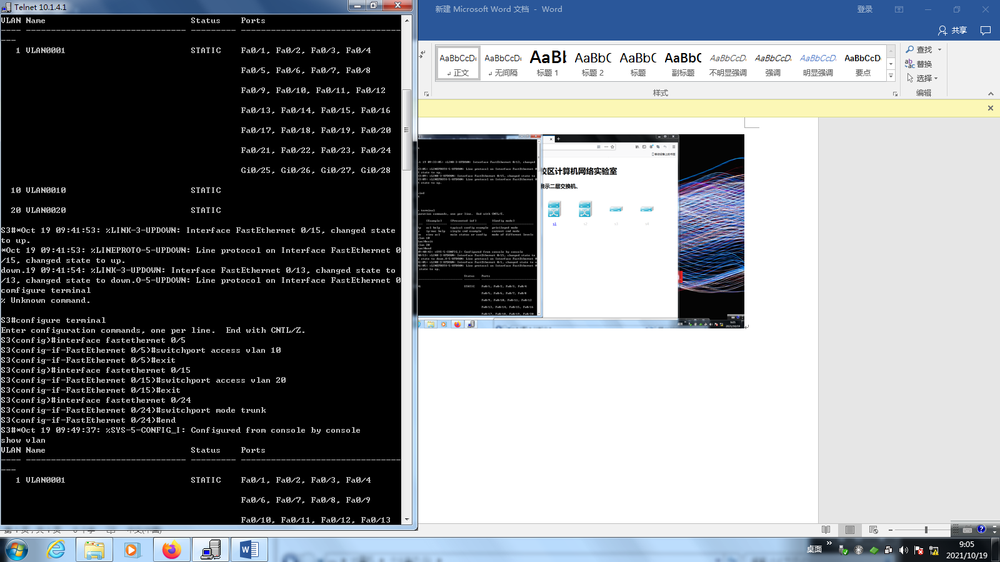 Telnet 10.1.4.1
VLAN Name                             Status    Ports
---- -------------------------------- --------- --------------------------------
---
   1 VLAN0001                         STATIC    Fa0/1, Fa0/2, Fa0/3, Fa0/4
Fa0/5, Fa0/6, Fa0/7, Fa0/8
Fa0/9, Fa0/10, Fa0/11, Fa0/12
Fa0/13, Fa0/14, Fa0/15, Fa0/16
Fa0/17, Fa0/18, Fa0/19, Fa0/20
Fa0/21, Fa0/22, Fa0/23, Fa0/24
Gi0/25, Gi0/26, Gi0/27, Gi0/28
  10 VLAN0010                         STATIC
  20 VLAN0020                         STATIC
S3#*Oct 19 09:41:53: %LINK-3-UPDOWN: Interface FastEthernet 0/15, changed state
to up.
*Oct 19 09:41:53: %LINEPROTO-5-UPDOWN: Line protocol on Interface FastEthernet 0
/15, changed state to up.
down.19 09:41:54: %LINK-3-UPDOWN: Interface FastEthernet 0/13, changed state to
/13, changed state to down.O-5-UPDOWN: Line protocol on Interface FastEthernet 0
comfigure terminal
% Unknown command.
S3#configure terminal
Enter configuration commands, one per line.  End with CNTL/Z.
S3(config)#interface fastethernet 0/5
S3(config-if-FastEthernet 0/5)#switchport access vlan 10
S3(config-if-FastEthernet 0/5)#exit
S3(config)#interface fastethernet 0/15
S3(config-if-FastEthernet 0/15)#switchport access vlan 20
S3(config-if-FastEthernet 0/15)#exit
S3(config)#interface fastethernet 0/24
S3(config-if-FastEthernet 0/24)#switchport mode trunk
S3(config-if-FastEthernet 0/24)#end
S3#*Oct 19 09:49:37: %SYS-5-CONFIG_I: Configured from console by console
show vlan
VLAN Name                             Status    Ports
---- -------------------------------- --------- --------------------------------
---
   1 VLAN0001                         STATIC    Fa0/1, Fa0/2, Fa0/3, Fa0/4
Fa0/6, Fa0/7, Fa0/8, Fa0/9
Fa0/10, Fa0/11, Fa0/12, Fa0/13
新建 Microsoft Word 文档 - Word
登录
共享
AaBbCcDc AaBbCcDc AaBb AaBbC AaBbC AaBbC AaBbCcD AaBbCcD AaBbCcD AaBbCcD
正文 无间隔 标题 1 标题 2 标题 副标题 不明显强调 强调 明显强调 要点
样式
查找
替换
选择
编辑
校区计算机网络实验室
展示二层交换机、
s1 s2 s3 s4
桌面
9:05
2021/10/19